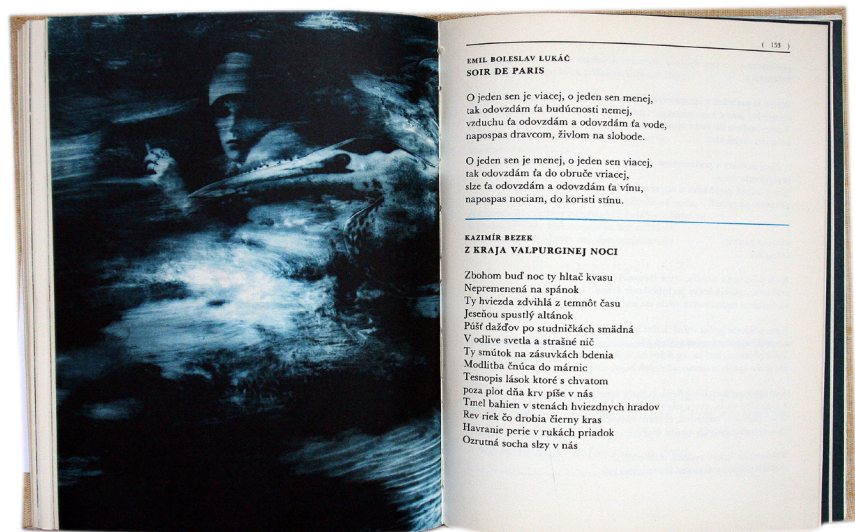 ( 153 )
EMIL BOLESLAV LUKÁČ
SOIR DE PARIS
O jeden sen je viacej, o jeden sen menej,
tak odovzdám ťa budúcnosti nemej,
vzduchu ťa odovzdám a odovzdám ťa vode,
napospas dravcom, živlom na slobode.
O jeden sen je menej, o jeden sen viacej,
tak odovzdám ťa do obruče vriacej,
slze ťa odovzdám a odovzdám ťa vínu,
napospas nociam, do koristi stínu.
KAZIMÍR BEZEK
Z KRAJA VALPURGINEJ NOCI
Zbohom buď noc ty hltač kvasu
Nepremenená na spánok
Ty hviezda zdvihlá z temnôt času
Jeseňou spustlý altánok
Púšť dažďov po studničkách smädná
V odlive svetla a strašné nič
Ty smútok na zásuvkách bdenia
Modlitba čnúca do márnic
Tesnopis lások ktoré s chvatom
poza plot dňa krv píše v nás
Tmel bahien v stenách hviezdnych hradov
Rev riek čo drobia čierny kras
Havranie perie v rukách priadok
Ozrutná socha slzy v nás